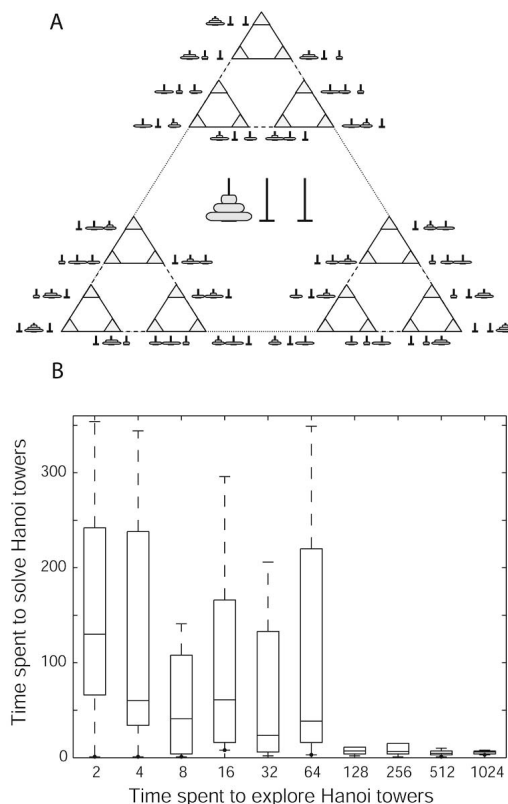 A
B
Time spent to solve Hanoi towers
300
200
100
0
2 4 8 16 32 64 128 256 512 1024
Time spent to explore Hanoi towers